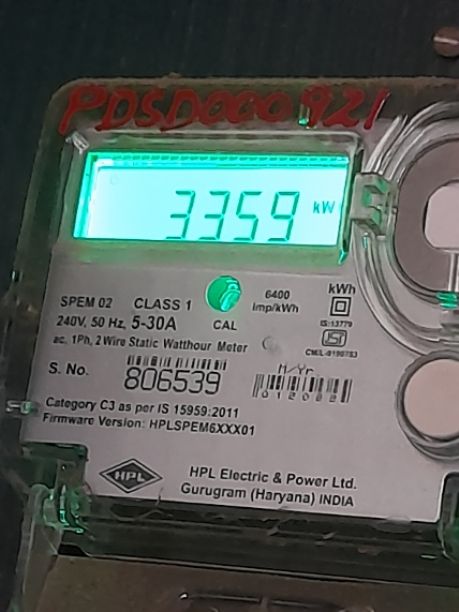 PDSD000921
3359 kW
SPEM 02 CLASS 1 6400 kWh
240V, 50 Hz, 5-30A CAL imp/kWh
IS:13779
ac, 1Ph, 2 Wire Static Watthour Meter
S. No. 806539 M/Yr
Category C3 as per IS 15959:2011
Firmware Version: HPLSPEM6XXX01
HPL
HPL Electric & Power Ltd.
Gurugram (Haryana) INDIA